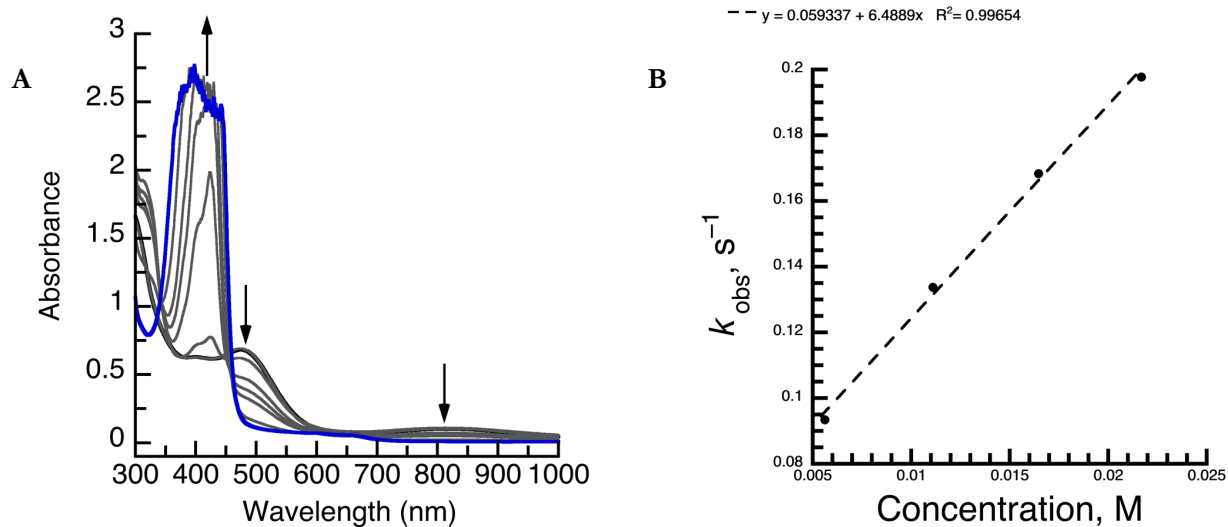 y = 0.059337 + 6.4889x R²= 0.99654
A
3
2.5
2
1.5
1
0.5
0
Absorbance
300 400 500 600 700 800 900 1000
Wavelength (nm)
B
0.2
0.18
0.16
0.14
0.12
0.1
0.08
k obs, s⁻¹
0.005 0.01 0.015 0.02 0.025
Concentration, M